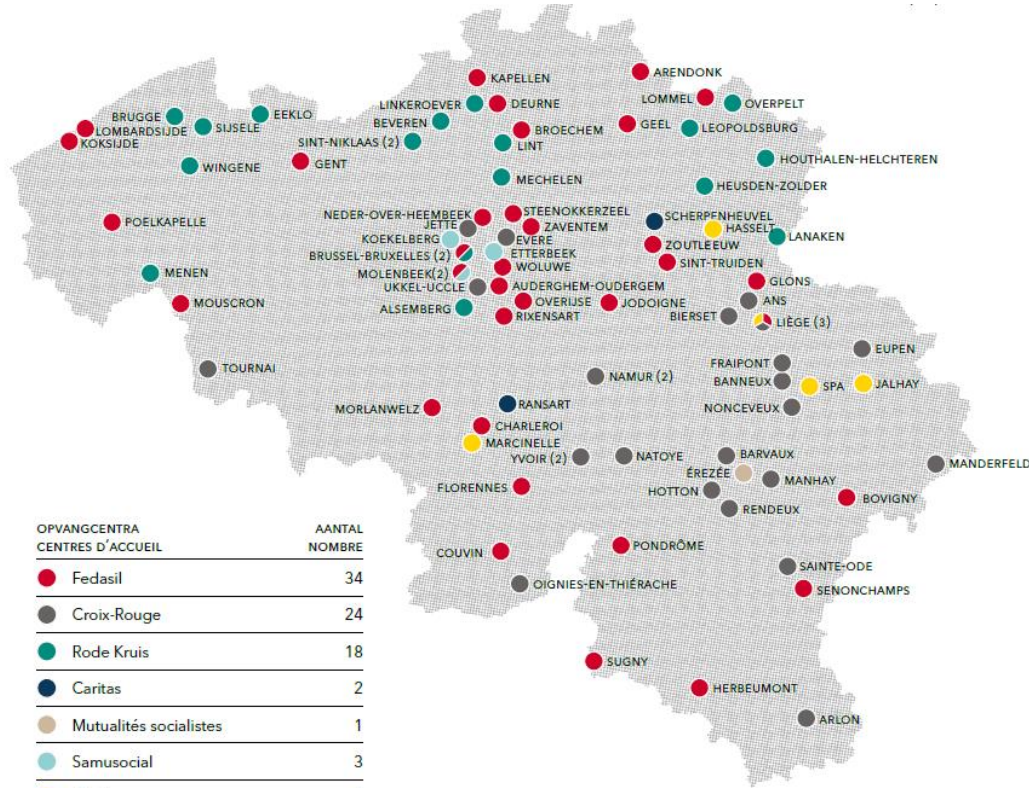 KAPELLEN
ARENDONK
LINKEROEVER
DEURNE
LOMMEL
OVERPELT
BRUGGE
EEKLO
BEVEREN
LOMBARDSIJDE
SIJSELE
BROECHEM
GEEL
LEOPOLDSBURG
KOKSIJDE
SINT-NIKLAAS (2)
LINT
WINGENE
GENT
HOUTHALEN-HELCHTEREN
MECHELEN
HEUSDEN-ZOLDER
POELKAPELLE
NEDER-OVER-HEEMBEEK
STEENOKKERZEEL
SCHERPENHEUVEL
JETTE
ZAVENTEM
HASSELT
KOEKELBERG
EVERE
ZOUTLEEUW
LANAKEN
BRUSSEL-BRUXELLES (2)
ETTERBEEK
SINT-TRUIDEN
MENEN
MOLENBEEK(2)
WOLUWE
GLONS
UKKEL-UCCLE
AUDERGHEM-OUDERGEM
MOUSCRON
ALSEMBERG
OVERIJSE
JODOIGNE
ANS
RIXENSART
BIERSET
LIÈGE (3)
EUPEN
TOURNAI
FRAIPONT
NAMUR (2)
BANNEUX
SPA
JALHAY
MORLANWELZ
RANSART
NONCEVEUX
CHARLEROI
MARCINELLE
YVOIR (2)
NATOYE
BARVAUX
MANDERFELD
ÉREZÉE
MANHAY
FLORENNES
HOTTON
BOVIGNY
RENDEUX
OPVANGCENTRA AANTAL
CENTRES D'ACCUEIL NOMBRE
COUVIN
PONDRÔME
Fedasil 34
OIGNIES-EN-THIÉRACHE
SAINTE-ODE
SENONCHAMPS
Croix-Rouge 24
Rode Kruis 18
SUGNY
Caritas 2
HERBEUMONT
Mutualités socialistes 1
ARLON
Samusocial 3